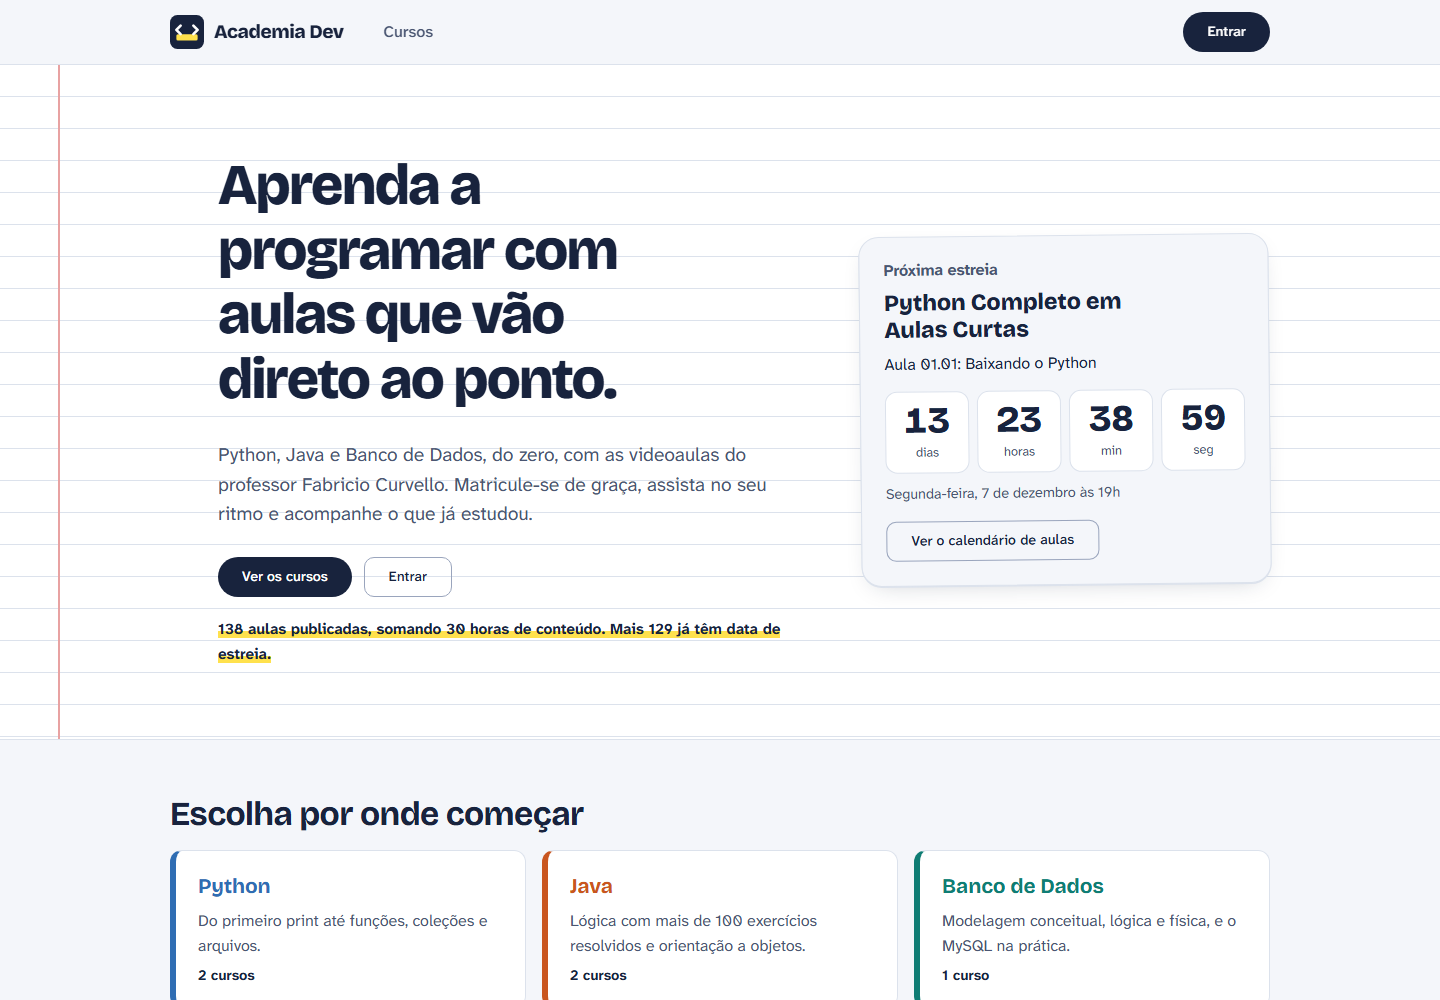 Academia Dev
Cursos
Entrar
Aprenda a
programar com
aulas que vão
direto ao ponto.
Python, Java e Banco de Dados, do zero, com as videoaulas do
professor Fabricio Curvello. Matricule-se de graça, assista no seu
ritmo e acompanhe o que já estudou.
Ver os cursos
Entrar
138 aulas publicadas, somando 30 horas de conteúdo. Mais 129 já têm data de
estreia.
Próxima estreia
Python Completo em
Aulas Curtas
Aula 01.01: Baixando o Python
13 23 38 59
dias horas min seg
Segunda-feira, 7 de dezembro às 19h
Ver o calendário de aulas
Escolha por onde começar
Python
Do primeiro print até funções, coleções e
arquivos.
2 cursos
Java
Lógica com mais de 100 exercícios
resolvidos e orientação a objetos.
2 cursos
Banco de Dados
Modelagem conceitual, lógica e física, e o
MySQL na prática.
1 curso